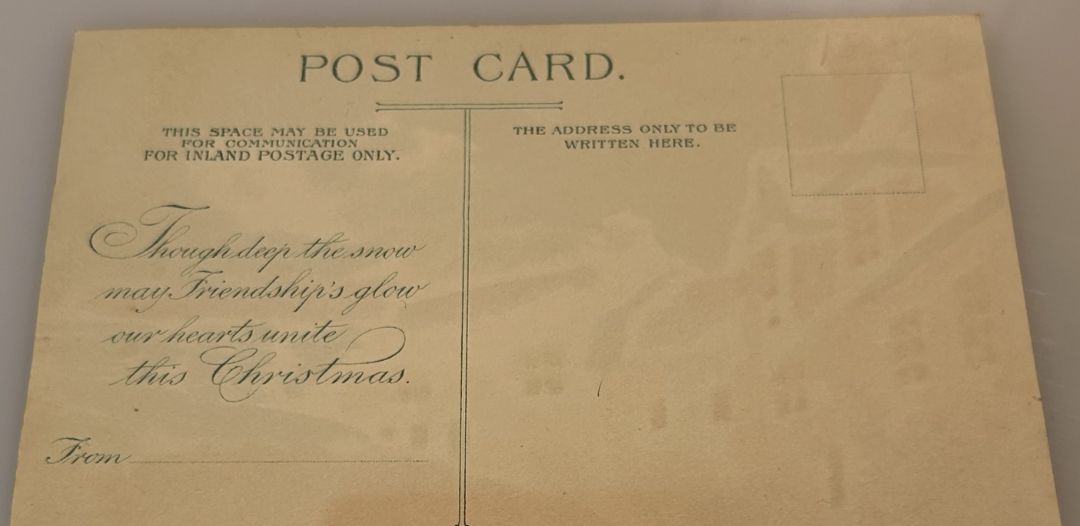 POST CARD.
THIS SPACE MAY BE USED
FOR COMMUNICATION
FOR INLAND POSTAGE ONLY.
THE ADDRESS ONLY TO BE
WRITTEN HERE.
Though deep the snow
may Friendship's glow
our hearts unite
this Christmas.
From